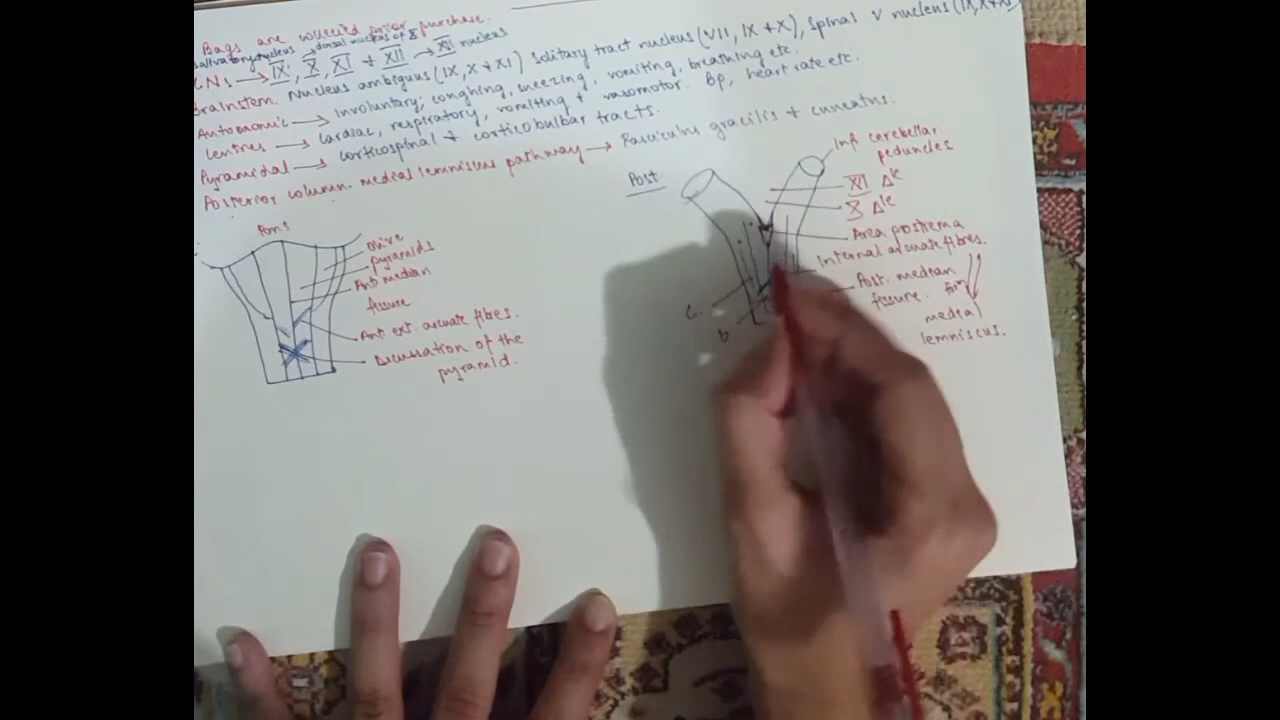 Bags are collected prior purchase.
salivatory nucleus → dorsal nucleus of X
CNs → IX, X, XI + XII → XII nucleus
Brainstem. Nucleus ambiguus (IX, X + XI) solitary tract nucleus (VII, IX + X), spinal V nucleus (IX, X + X
Autonomic → involuntary; coughing, sneezing, vomiting, breathing etc.
Centres → cardiac, respiratory, vomiting + vasomotor. Bp, heart rate etc.
Pyramidal → corticospinal + corticobulbar tracts.
Posterior column. medial lemniscus pathway → Fasciculus gracilis + cuneatus.
Pons
Olive
pyramids
Ant median
fissure
Ant ext. arcuate fibres.
Decussation of the
pyramid.
Post
Inf cerebellar
peduncles
XII Δle
X Δle
Area postrema
Internal arcuate fibres.
Post. median
fissure.
medial
lemniscus.